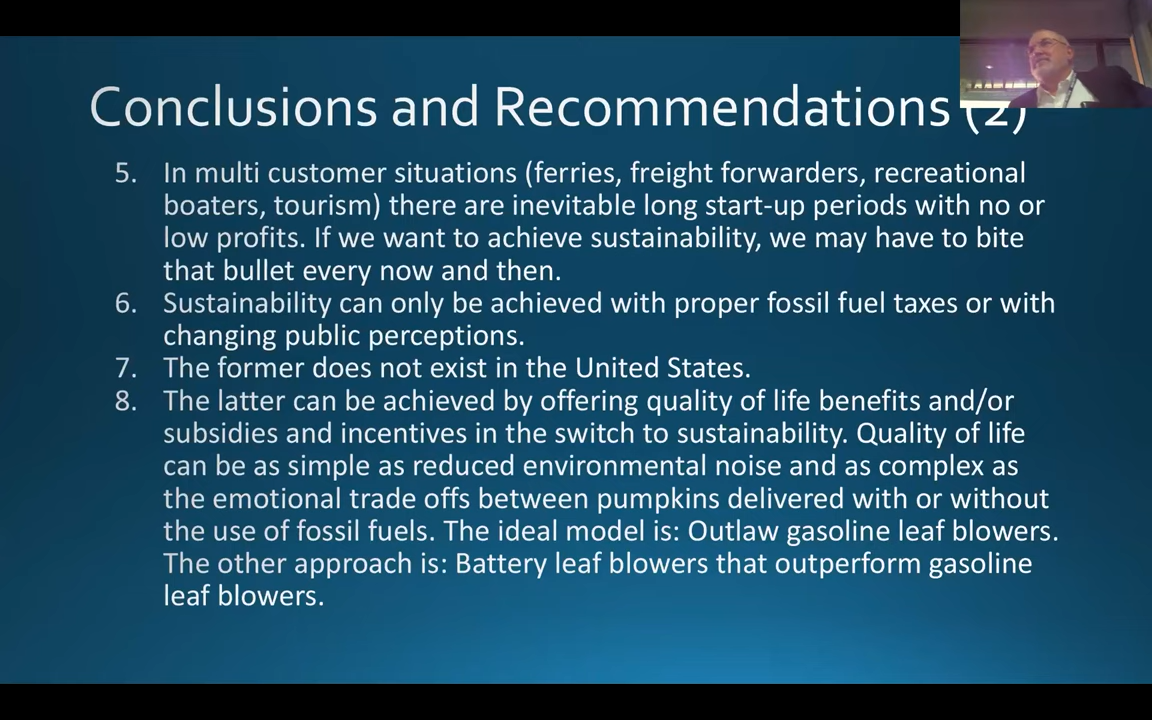 Conclusions and Recommendations (2)
5. In multi customer situations (ferries, freight forwarders, recreational
boaters, tourism) there are inevitable long start-up periods with no or
low profits. If we want to achieve sustainability, we may have to bite
that bullet every now and then.
6. Sustainability can only be achieved with proper fossil fuel taxes or with
changing public perceptions.
7. The former does not exist in the United States.
8. The latter can be achieved by offering quality of life benefits and/or
subsidies and incentives in the switch to sustainability. Quality of life
can be as simple as reduced environmental noise and as complex as
the emotional trade offs between pumpkins delivered with or without
the use of fossil fuels. The ideal model is: Outlaw gasoline leaf blowers.
The other approach is: Battery leaf blowers that outperform gasoline
leaf blowers.